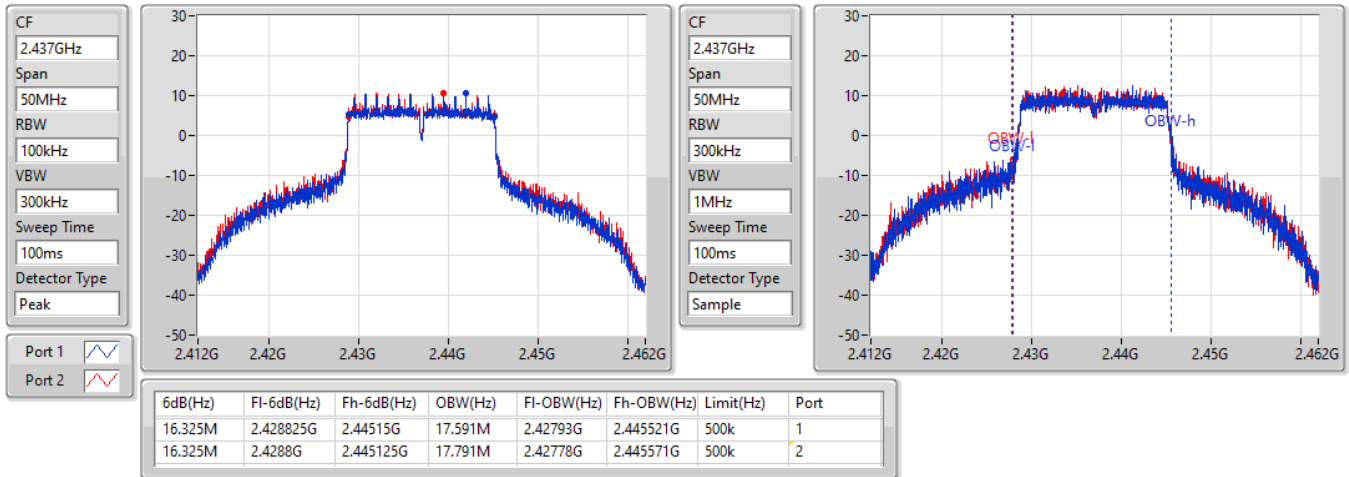 CF
2.437GHz
Span
50MHz
RBW
100kHz
VBW
300kHz
Sweep Time
100ms
Detector Type
Peak
Port 1
Port 2
30-
20-
10-
0-
-10-
-20-
-30-
-40-
-50-
2.412G 2.42G 2.43G 2.44G 2.45G 2.462G
CF
2.437GHz
Span
50MHz
RBW
300kHz
VBW
1MHz
Sweep Time
100ms
Detector Type
Sample
30-
20-
10-
0-
-10-
-20-
-30-
-40-
-50-
OBW-h
OBW-l
OBW-l
2.412G 2.42G 2.43G 2.44G 2.45G 2.462G
6dB(Hz) Fl-6dB(Hz) Fh-6dB(Hz) OBW(Hz) Fl-OBW(Hz) Fh-OBW(Hz) Limit(Hz) Port
16.325M 2.428825G 2.44515G 17.591M 2.42793G 2.445521G 500k 1
16.325M 2.4288G 2.445125G 17.791M 2.42778G 2.445571G 500k 2